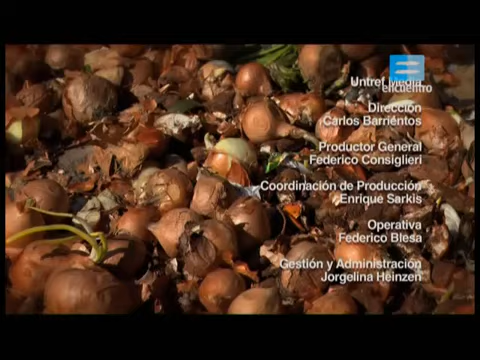 Untref Media
encuentro
Dirección
Carlos Barrientos
Productor General
Federico Consiglieri
Coordinación de Producción
Enrique Sarkis
Operativa
Federico Blesa
Gestión y Administración
Jorgelina Heinzen